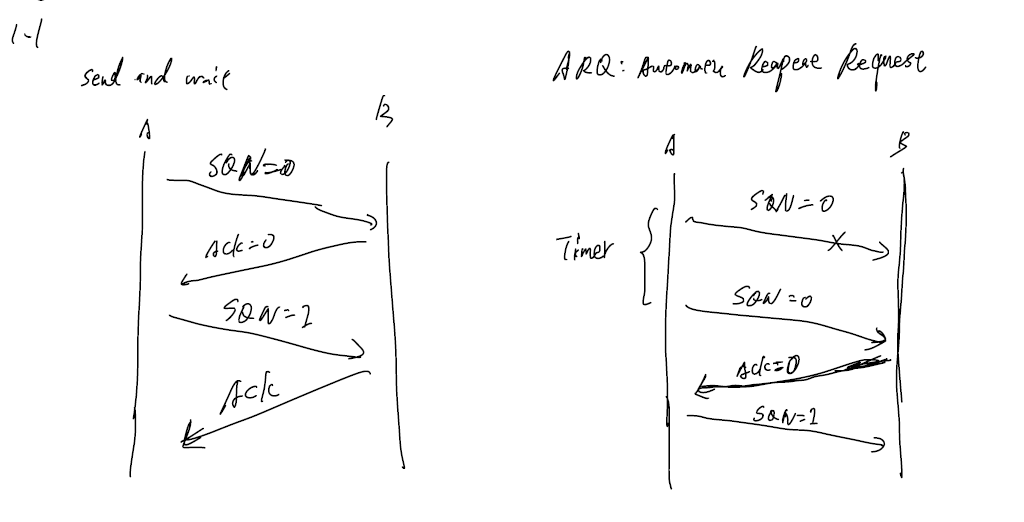 1-1
Send and wait
A
B
SQN=0
Ack=0
SQN=1
Ack
ARQ: Automatic Repeat Request
A
B
Timer
SQN=0
SQN=0
Ack=0
SQN=1